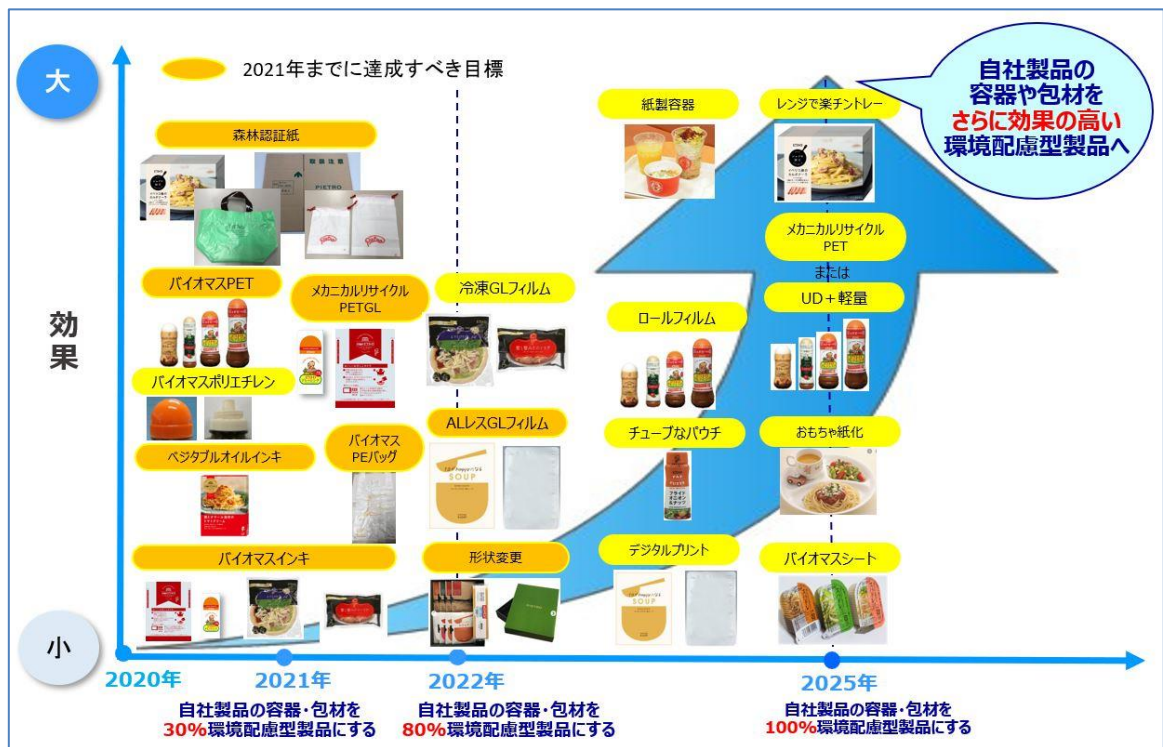 大
2021年までに達成すべき目標
自社製品の
容器や包材を
さらに効果の高い
環境配慮型製品へ
森林認証紙
紙製容器
レンジで楽チントレー
取扱注意
PIETRO
メカニカルリサイクル
PET
または
UD+軽量
バイオマスPET
メカニカルリサイクル
PETGL
冷凍GLフィルム
ロールフィルム
効果
バイオマスポリエチレン
ALレスGLフィルム
チューブなパウチ
おもちゃ紙化
ベジタブルオイルインキ
バイオマス
PEバッグ
SOUP
バイオマスインキ
形状変更
デジタルプリント
バイオマスシート
SOUP
小
2020年
2021年
2022年
2025年
自社製品の容器・包材を
30%環境配慮型製品にする
自社製品の容器・包材を
80%環境配慮型製品にする
自社製品の容器・包材を
100%環境配慮型製品にする